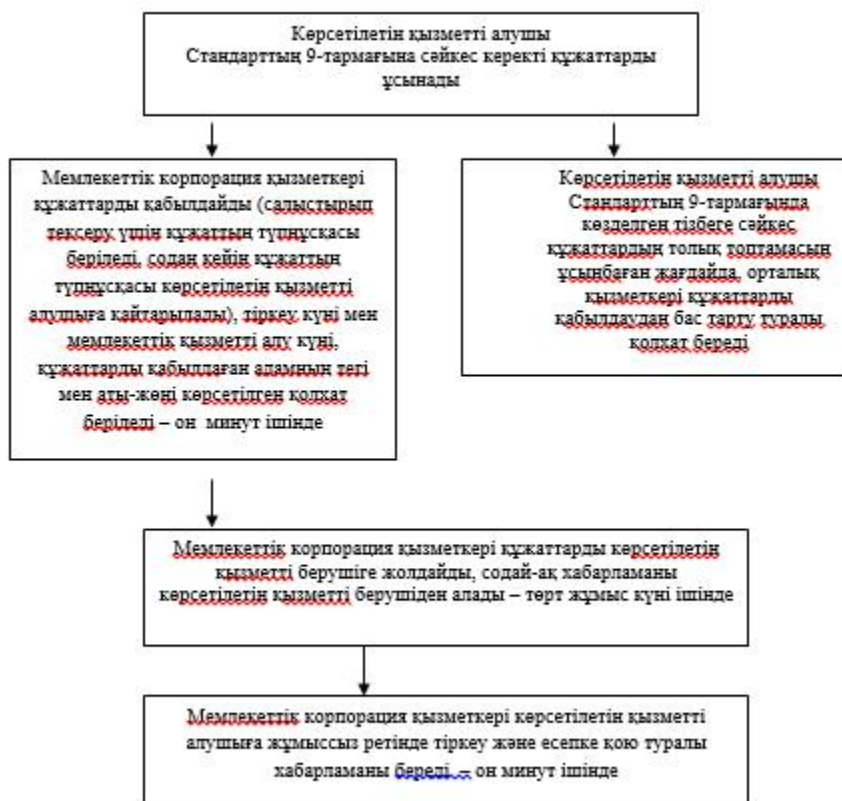 Көрсетілетін қызметті алушы
Стандарттың 9-тармағына сәйкес керекті құжаттарды
ұсынады
Мемлекеттік корпорация қызметкері
құжаттарды қабылдайды (салыстырып
тексеру үшін құжаттың түпнұсқасы
беріледі, содан кейін құжаттың
түпнұсқасы көрсетілетін қызметті
алушыға қайтарылады), тіркеу күні мен
мемлекеттік қызметті алу күні,
құжаттарды қабылдаған адамның тегі
мен аты-жөні көрсетілген қолхат
беріледі – он минут ішінде
Көрсетілетін қызметті алушы
Стандарттың 9-тармағында
көзделген тізбеге сәйкес
құжаттардың толық топтамасын
ұсынбаған жағдайда, орталық
қызметкері құжаттарды
қабылдаудан бас тарту туралы
қолхат береді
Мемлекеттік корпорация қызметкері құжаттарды көрсетілетін
қызметті берушіге жолдайды, содай-ақ хабарламаны
көрсетілетін қызметті берушіден алады – төрт жұмыс күні ішінде
Мемлекеттік корпорация қызметкері көрсетілетін қызметті
алушыға жұмыссыз ретінде тіркеу және есепке қою туралы
хабарламаны береді – он минут ішінде